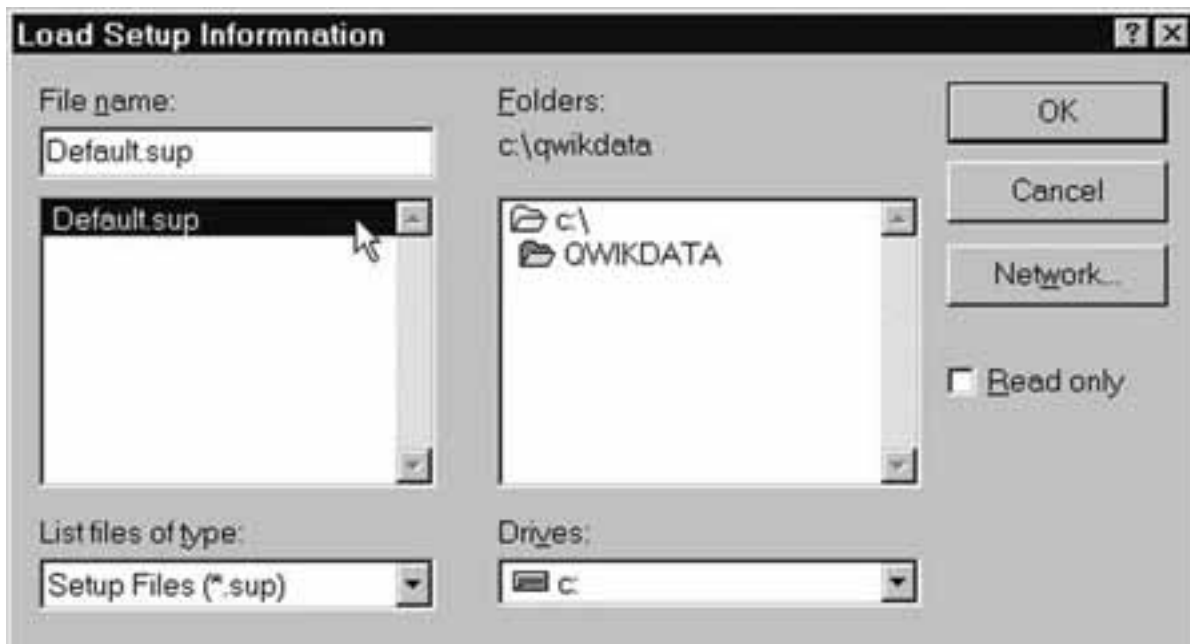 Load Setup Informnation
File name:
Default.sup
Default.sup
List files of type:
Setup Files (*.sup)
Folders:
c:\qwikdata
c:\
QWIKDATA
Drives:
c:
OK
Cancel
Network...
Read only